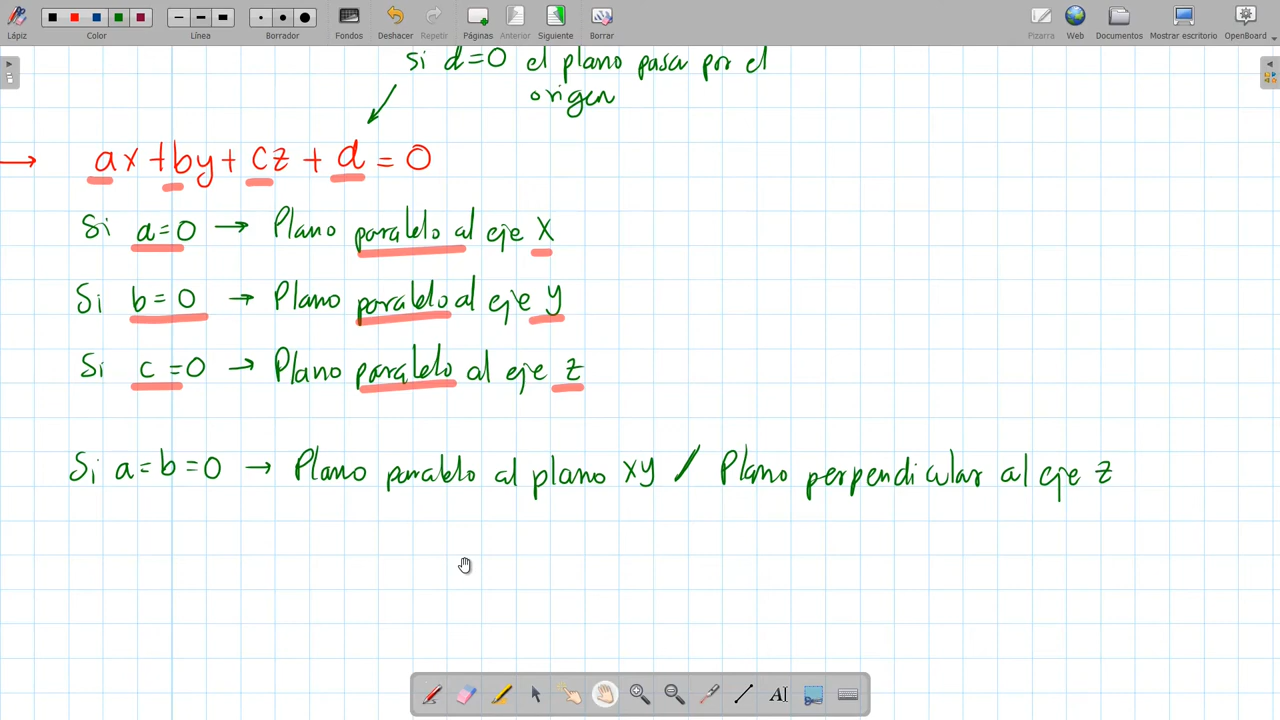 Lápiz
Color
Línea
Borrador
Fondos
Deshacer
Repetir
Páginas
Anterior
Siguiente
Borrar
Pizarra
Web
Documentos
Mostrar escritorio
OpenBoard
si d=0 el plano pasa por el
origen
→ ax+by+cz+d=0
Si a=0 → Plano paralelo al eje X
Si b=0 → Plano paralelo al eje y
Si c=0 → Plano paralelo al eje z
Si a=b=0 → Plano paralelo al plano xy / Plano perpendicular al eje z